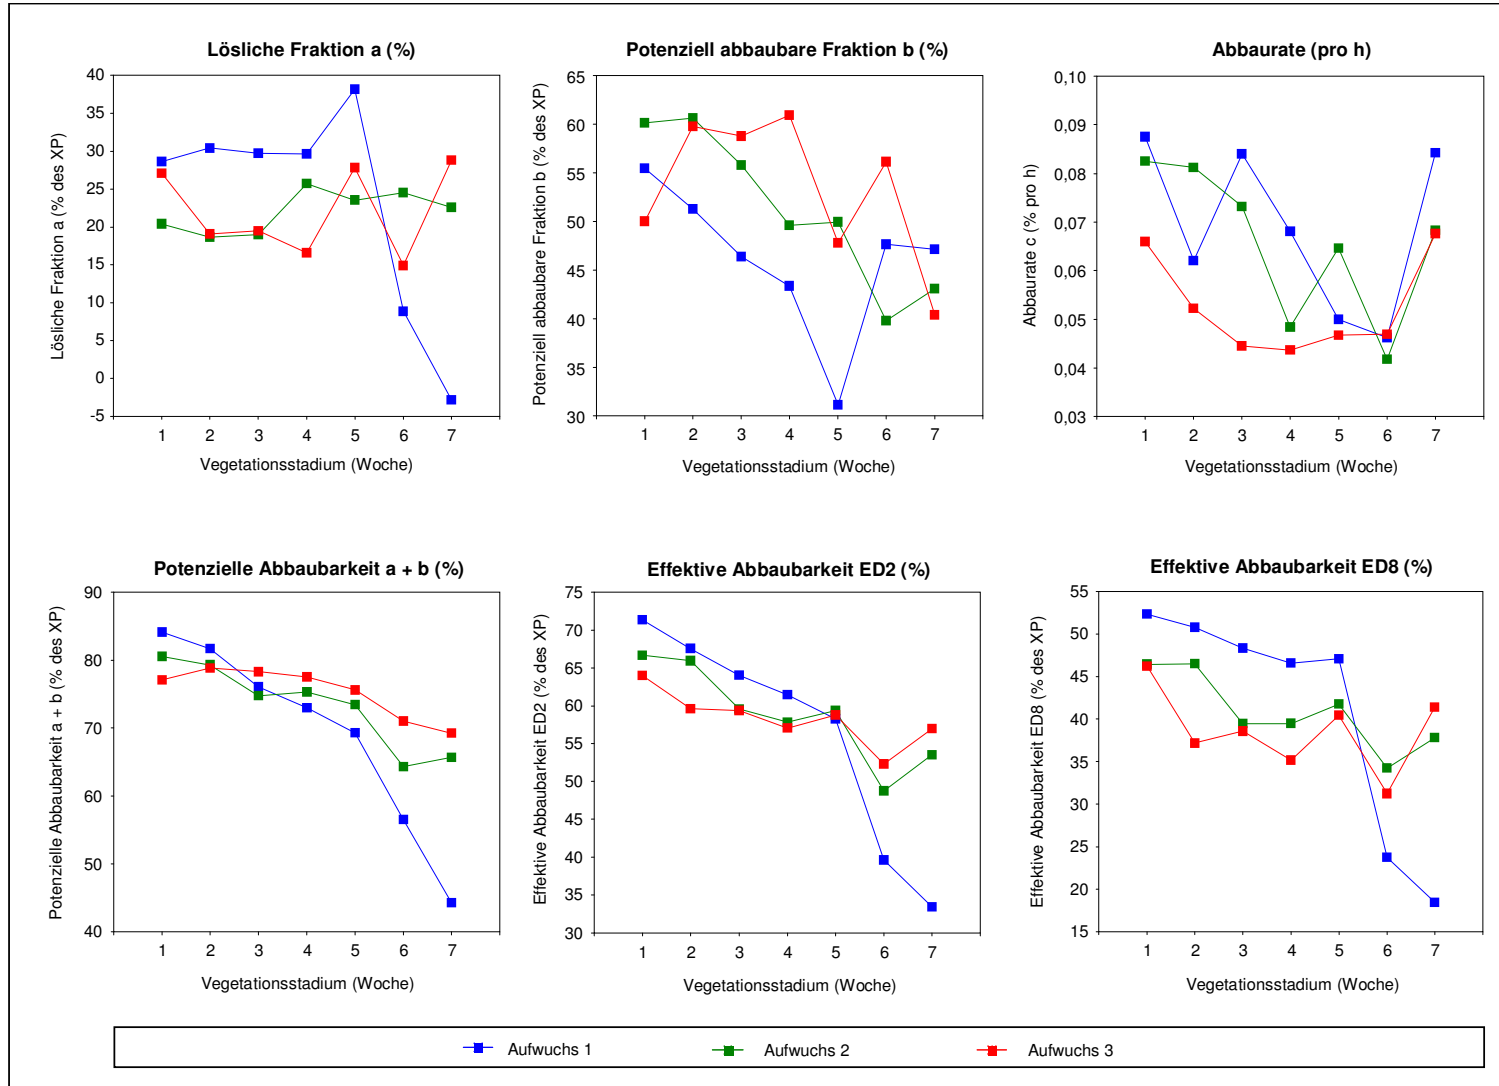 Lösliche Fraktion a (%)
Lösliche Fraktion a (% des XP)
40
35
30
25
20
15
10
5
0
-5
1 2 3 4 5 6 7
Vegetationsstadium (Woche)
Potenziell abbaubare Fraktion b (%)
Potenziell abbaubare Fraktion b (% des XP)
65
60
55
50
45
40
35
30
1 2 3 4 5 6 7
Vegetationsstadium (Woche)
Abbaurate (pro h)
Abbaurate c (% pro h)
0,10
0,09
0,08
0,07
0,06
0,05
0,04
0,03
1 2 3 4 5 6 7
Vegetationsstadium (Woche)
Potenzielle Abbaubarkeit a + b (%)
Potenzielle Abbaubarkeit a + b (% des XP)
90
80
70
60
50
40
1 2 3 4 5 6 7
Vegetationsstadium (Woche)
Effektive Abbaubarkeit ED2 (%)
Effektive Abbaubarkeit ED2 (% des XP)
75
70
65
60
55
50
45
40
35
30
1 2 3 4 5 6 7
Vegetationsstadium (Woche)
Effektive Abbaubarkeit ED8 (%)
Effektive Abbaubarkeit ED8 (% des XP)
55
50
45
40
35
30
25
20
15
1 2 3 4 5 6 7
Vegetationsstadium (Woche)
Aufwuchs 1 Aufwuchs 2 Aufwuchs 3